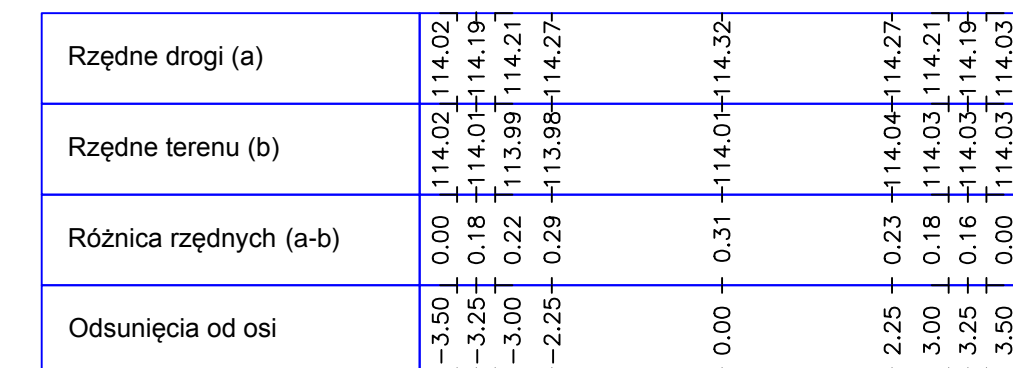 Rzędne drogi (a) 114.02 114.19 114.21 114.27 114.32 114.27 114.21 114.19 114.03
Rzędne terenu (b) 114.02 114.01 113.99 113.98 114.01 114.04 114.03 114.03 114.03
Różnica rzędnych (a-b) 0.00 0.18 0.22 0.29 0.31 0.23 0.18 0.16 0.00
Odsunięcia od osi -3.50 -3.25 -3.00 -2.25 0.00 2.25 3.00 3.25 3.50